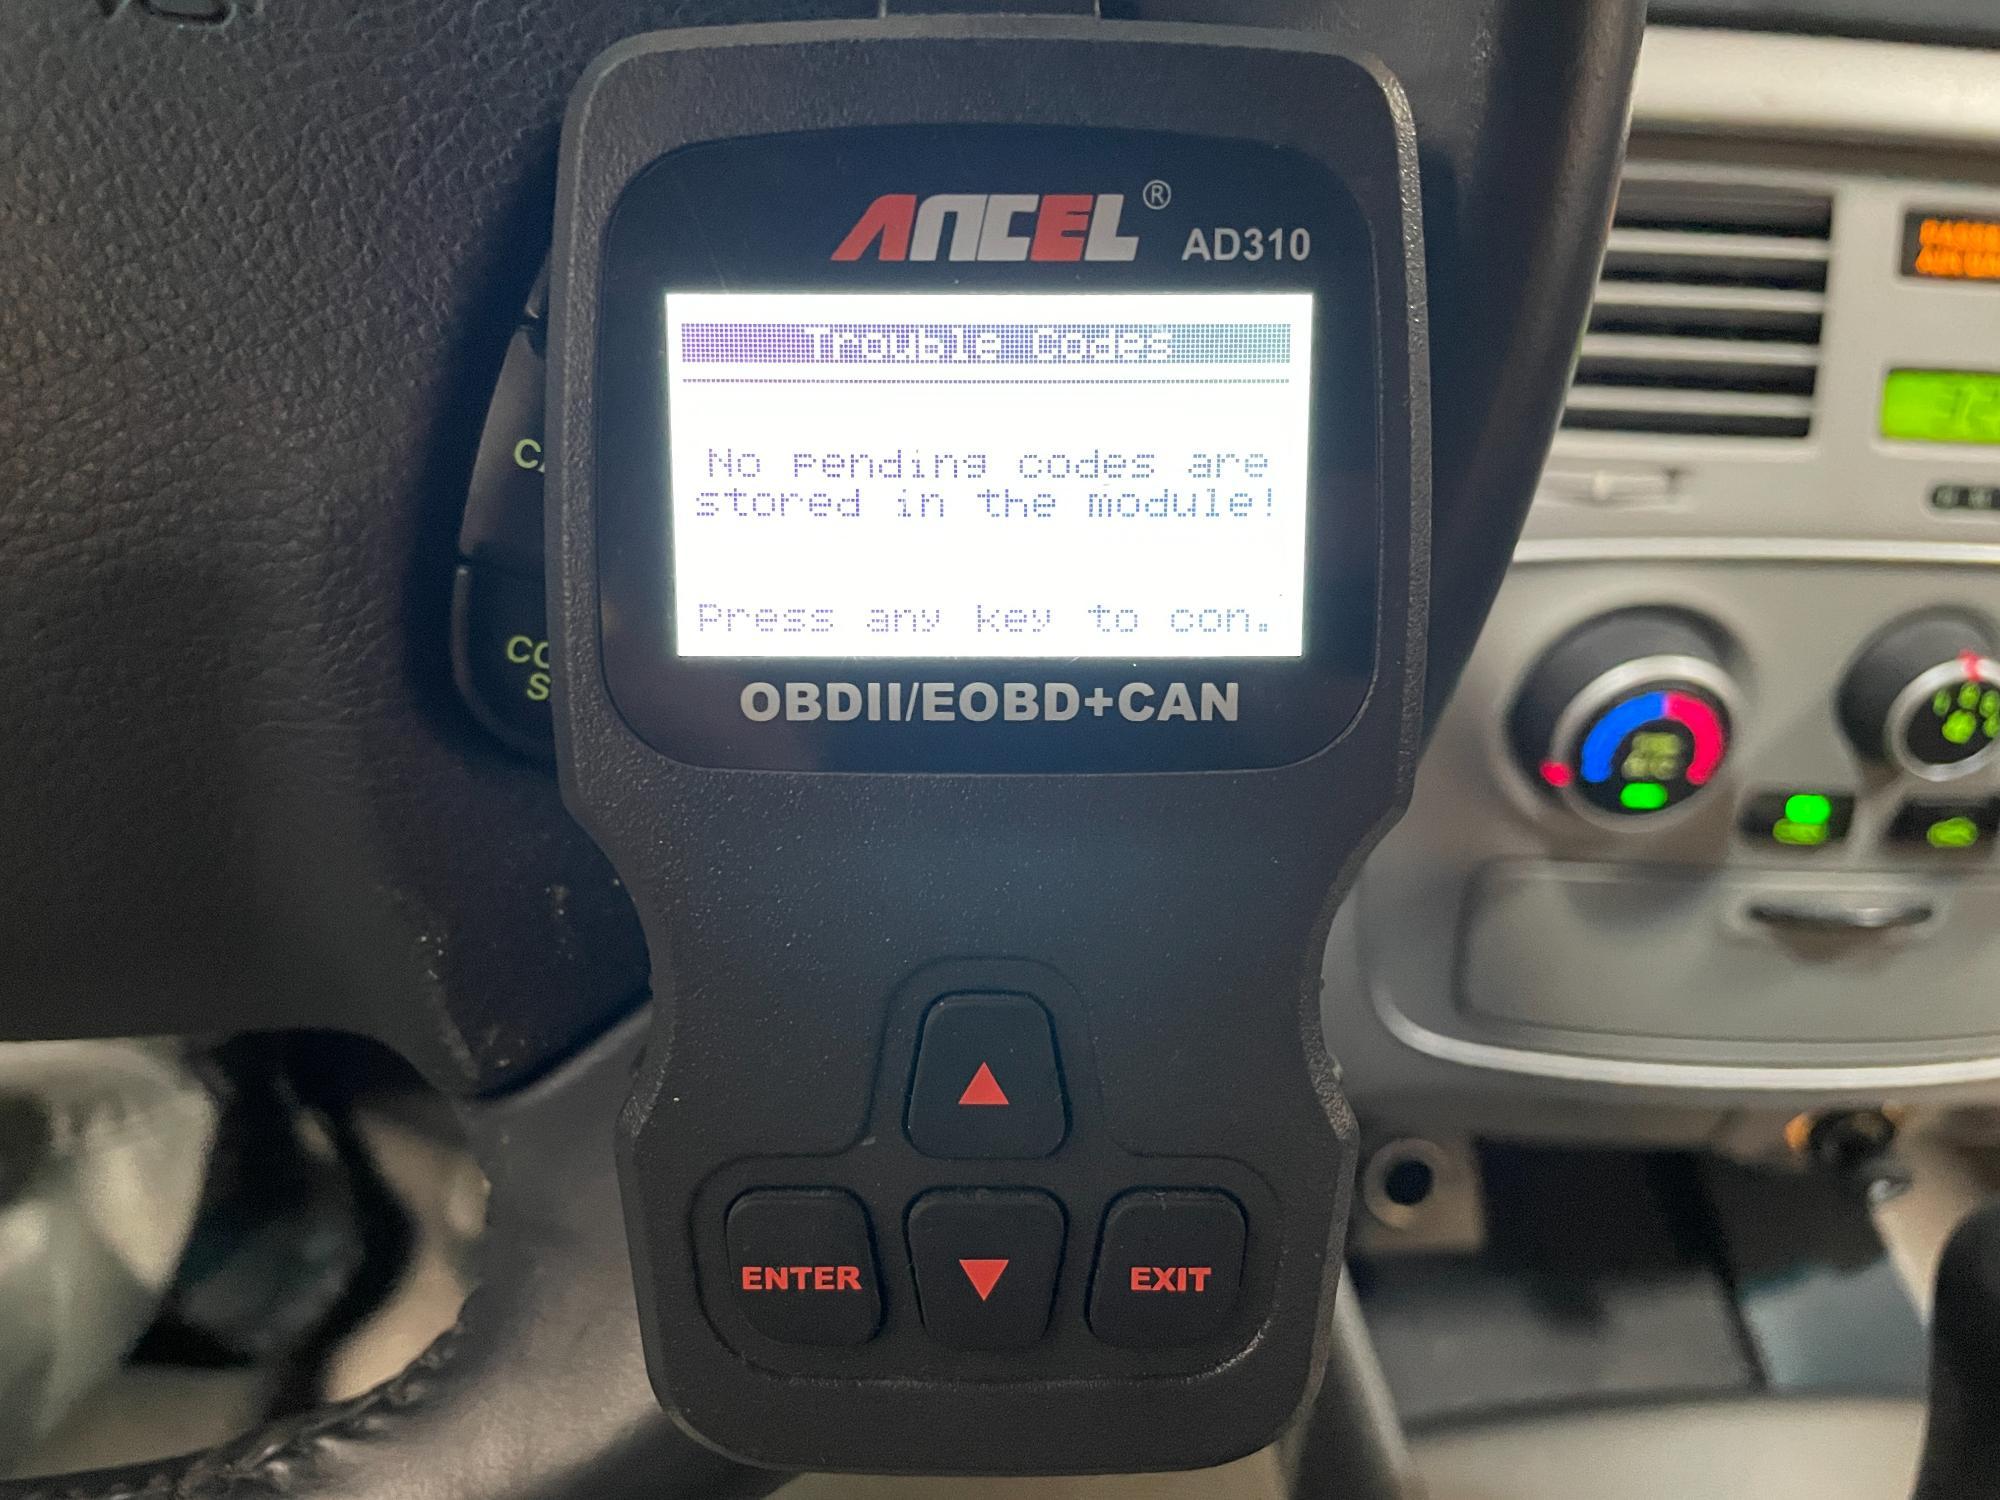 ANCEL®
AD310
Trouble Codes
No pending codes are
stored in the module!
Press any key to con.
OBDII/EOBD+CAN
ENTER
EXIT